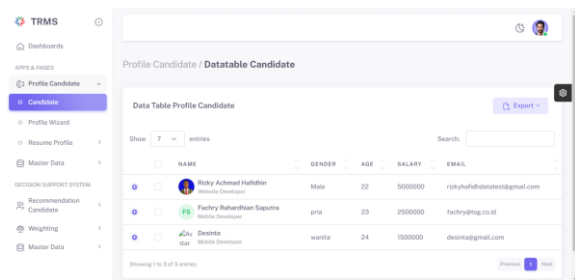 TRMS
Dashboards
APPS & PAGES
Profile Candidate
Candidate
Profile Wizard
Resume Profile
Master Data
DECISION SUPPORT SYSTEM
Recommendation
Candidate
Weighting
Master Data
Profile Candidate / Datatable Candidate
Data Table Profile Candidate
Export
Show 7 entries
Search:
NAME GENDER AGE SALARY EMAIL
Rizky Achmad Hafidhin
Website Developer
Male 22 5000000 rizkyhafidhdatatest@gmail.com
FS Fachry Rahardhian Saputra
Mobile Developer
pria 23 2500000 fachry@tog.co.id
Av
atar
Desinta
Mobile Developer
wanita 24 1500000 desinta@gmail.com
Showing 1 to 3 of 3 entries
Previous 1 Next